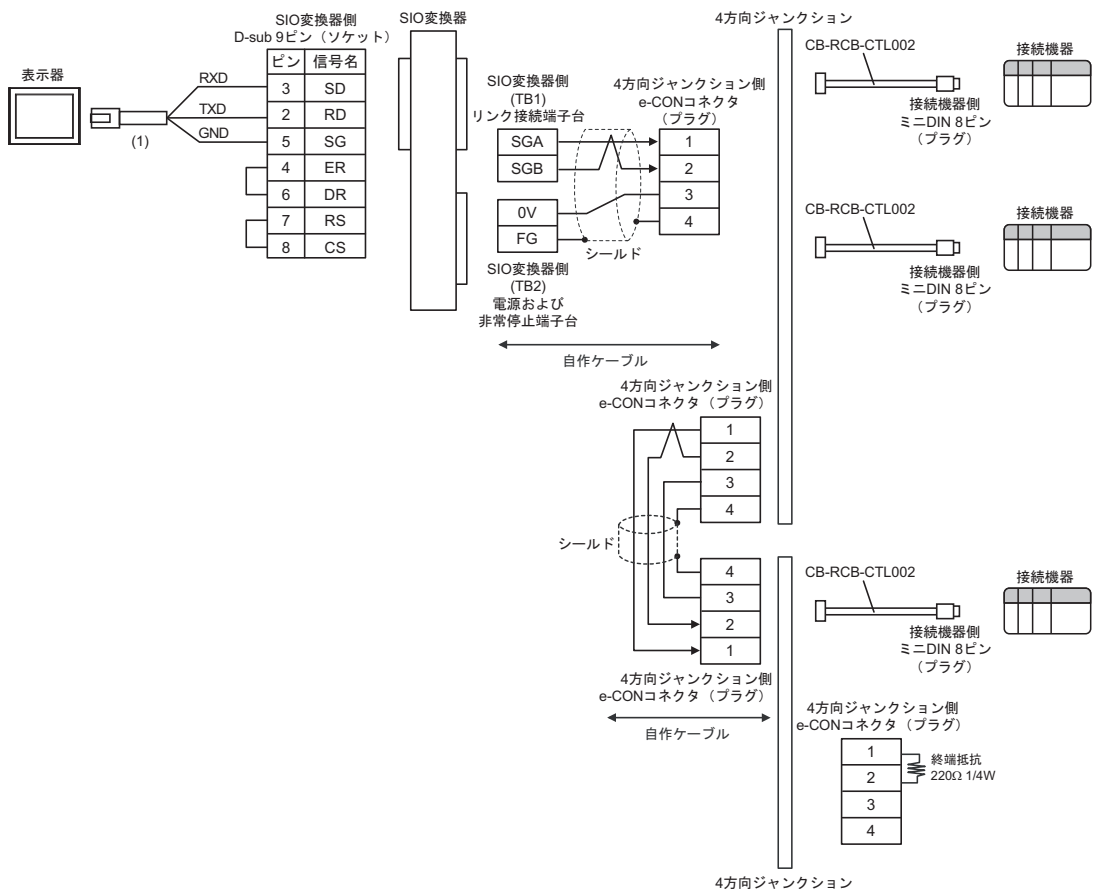 表示器
(1)
RXD
TXD
GND
SIO変換器側
D-sub 9ピン（ソケット）
ピン 信号名
3 SD
2 RD
5 SG
4 ER
6 DR
7 RS
8 CS
SIO変換器
SIO変換器側
(TB1)
リンク接続端子台
SGA
SGB
0V
FG
SIO変換器側
(TB2)
電源および
非常停止端子台
シールド
4方向ジャンクション側
e-CONコネクタ
（プラグ）
1
2
3
4
自作ケーブル
4方向ジャンクション
CB-RCB-CTL002
接続機器側
ミニDIN 8ピン
（プラグ）
接続機器
CB-RCB-CTL002
接続機器側
ミニDIN 8ピン
（プラグ）
接続機器
4方向ジャンクション側
e-CONコネクタ（プラグ）
1
2
3
4
シールド
4
3
2
1
4方向ジャンクション側
e-CONコネクタ（プラグ）
自作ケーブル
CB-RCB-CTL002
接続機器側
ミニDIN 8ピン
（プラグ）
接続機器
4方向ジャンクション側
e-CONコネクタ（プラグ）
1
2
3
4
終端抵抗
220Ω 1/4W
4方向ジャンクション